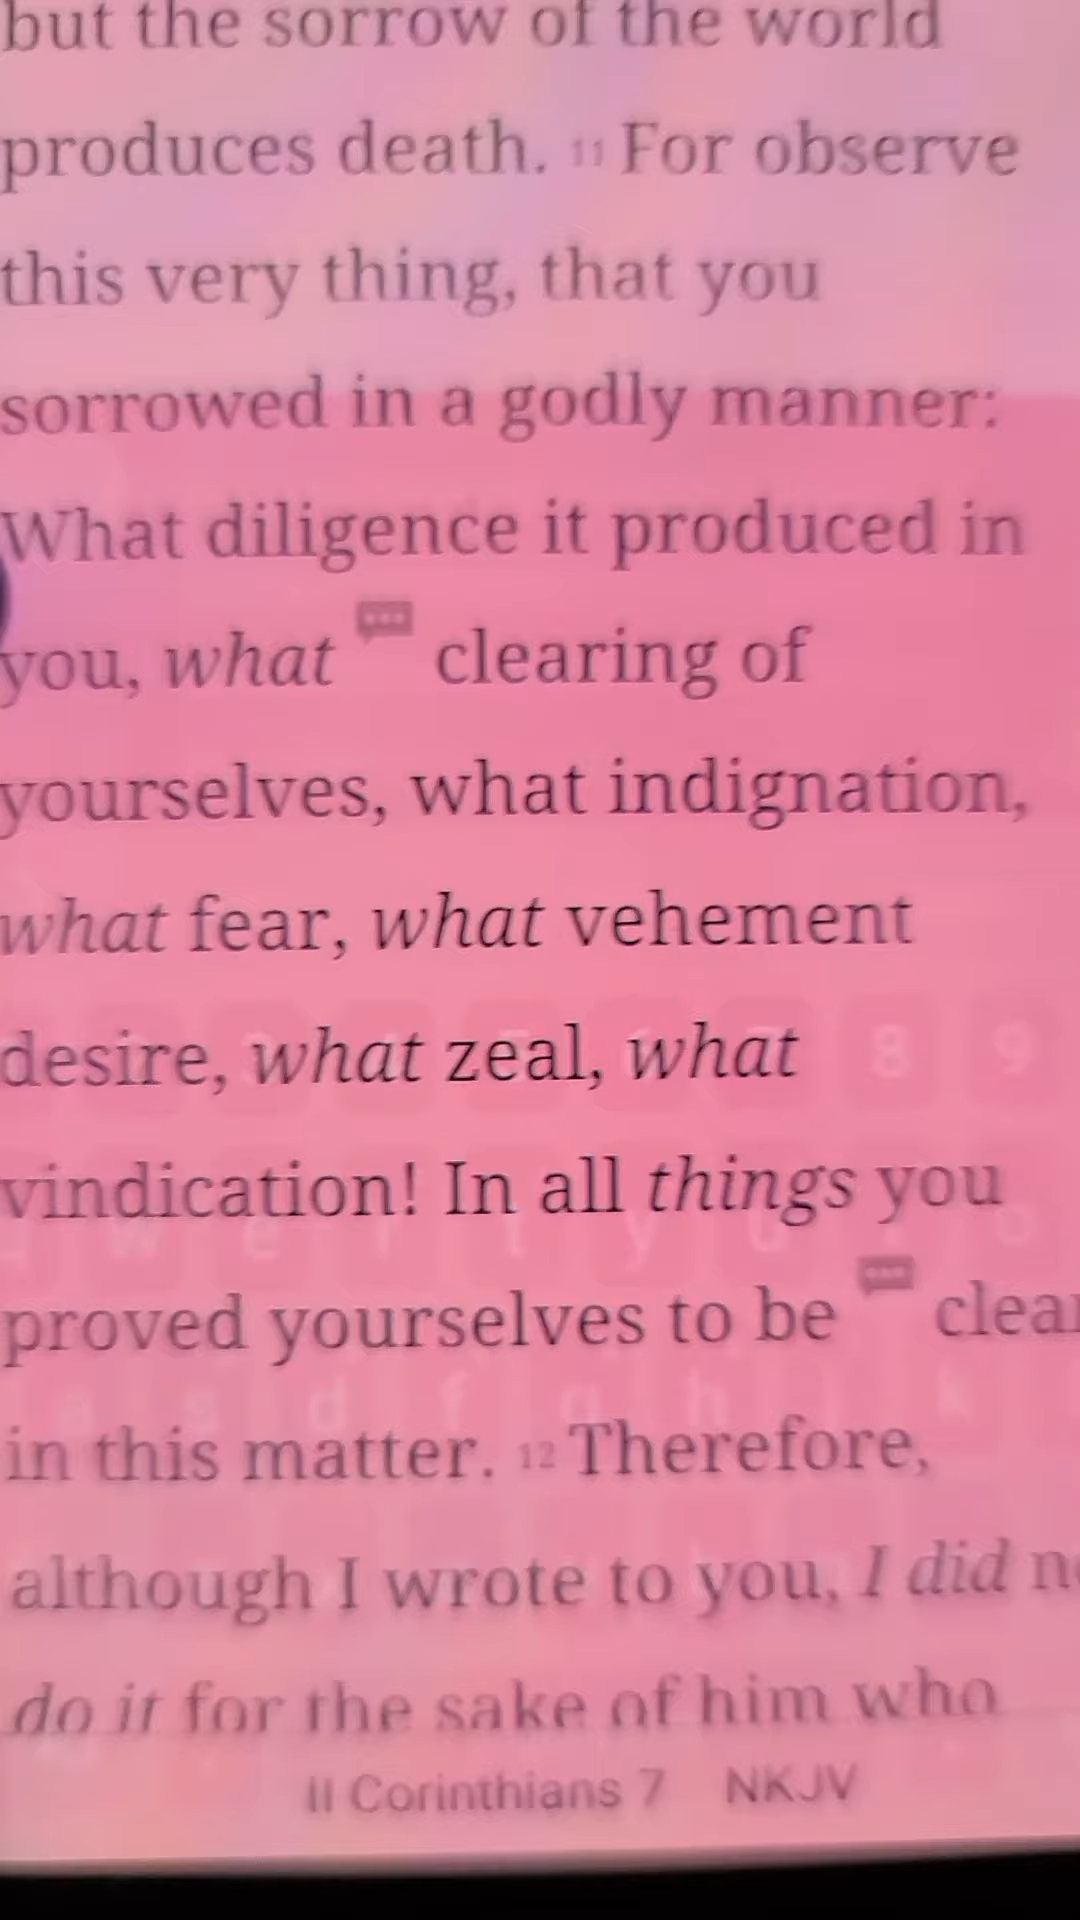 but the sorrow of the world
produces death. 11 For observe
this very thing, that you
sorrowed in a godly manner:
What diligence it produced in
you, what clearing of
yourselves, what indignation,
what fear, what vehement
desire, what zeal, what
8 9
vindication! In all things you
w e r t y u o
proved yourselves to be clear
a s d f g h k
in this matter. 12 Therefore,
although I wrote to you, I did
do it for the sake of him who
II Corinthians 7 NKJV